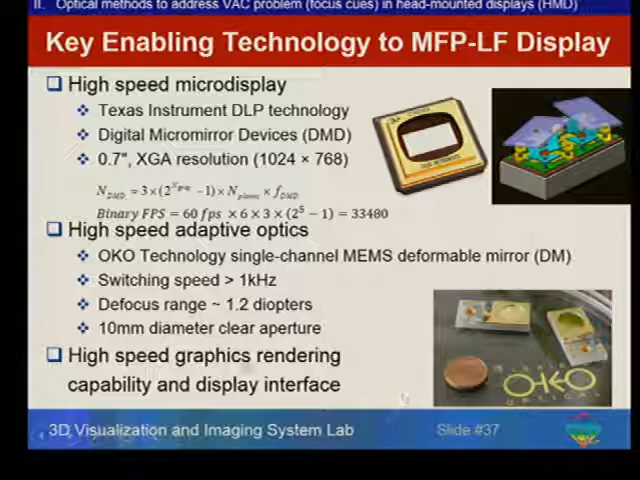 II. Optical methods to address VAC problem (focus cues) in head-mounted displays (HMD)
Key Enabling Technology to MFP-LF Display
High speed microdisplay
Texas Instrument DLP technology
Digital Micromirror Devices (DMD)
0.7", XGA resolution (1024 × 768)
Binary FPS = 60 fps × 6 × 3 × (2⁵ − 1) = 33480
High speed adaptive optics
OKO Technology single-channel MEMS deformable mirror (DM)
Switching speed > 1kHz
Defocus range ~ 1.2 diopters
10mm diameter clear aperture
High speed graphics rendering
capability and display interface
OKO
OPTICAL
3D Visualization and Imaging System Lab
Slide #37